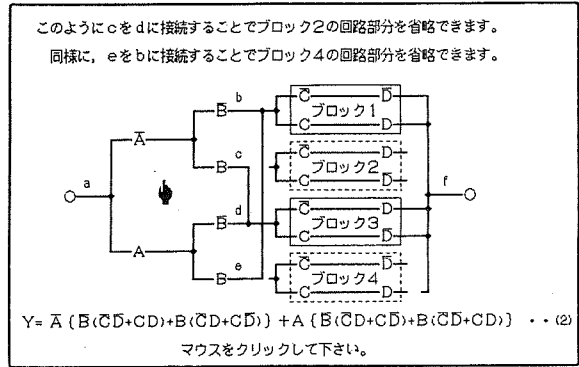 このようにcをdに接続することでブロック2の回路部分を省略できます。
同様に，eをbに接続することでブロック4の回路部分を省略できます。
b
B̄
C̄ D̄
ブロック1
C D
Ā
c
B
C̄ D
ブロック2
C D̄
a
f
d
B̄
C̄ D
ブロック3
C D̄
A
e
B
C̄ D̄
ブロック4
C D
Y= Ā {B̄(C̄D̄+CD)+B(C̄D+CD̄)} +A {B̄(C̄D+CD̄)+B(C̄D̄+CD)} ・・(2)
マウスをクリックして下さい。